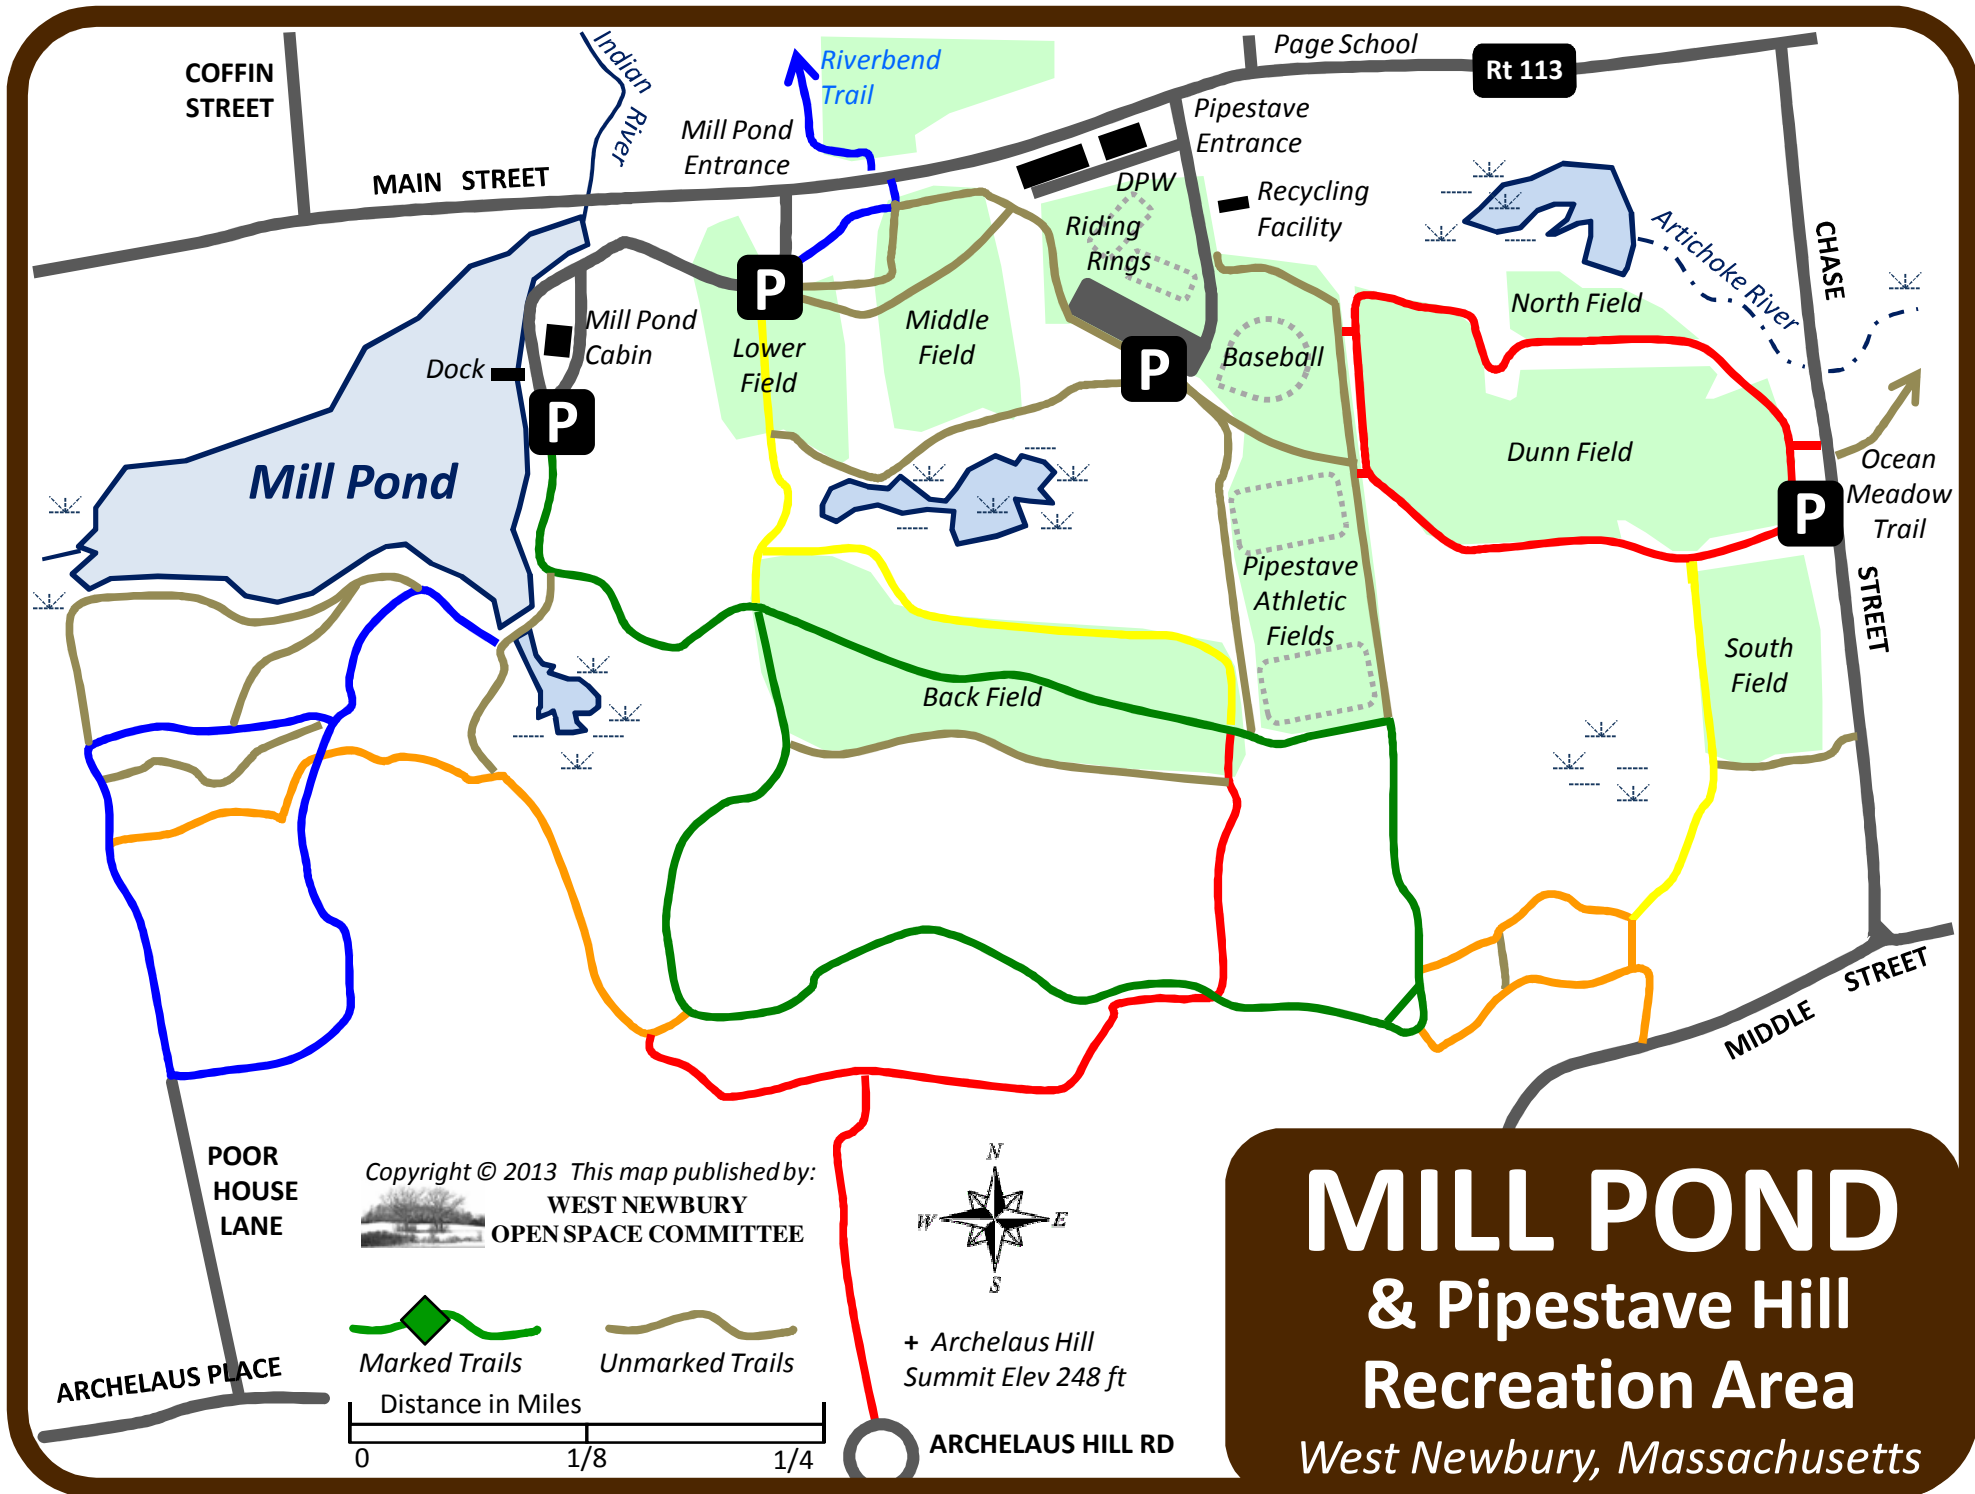 COFFIN
STREET
Indian
River
Riverbend
Trail
Page School
Rt 113
Mill Pond
Entrance
Pipestave
Entrance
MAIN STREET
DPW
Recycling
Facility
Riding
Rings
Artichoke River
CHASE
STREET
P
North Field
Mill Pond
Cabin
Dock
Lower
Field
Middle
Field
Baseball
P
P
Mill Pond
Dunn Field
Ocean
Meadow
Trail
P
Pipestave
Athletic
Fields
South
Field
Back Field
MIDDLE STREET
POOR
HOUSE
LANE
Copyright © 2013 This map published by:
WEST NEWBURY
OPEN SPACE COMMITTEE
N
W E
S
Marked Trails
Unmarked Trails
+ Archelaus Hill
Summit Elev 248 ft
ARCHELAUS PLACE
Distance in Miles
0 1/8 1/4
ARCHELAUS HILL RD
MILL POND
& Pipestave Hill
Recreation Area
West Newbury, Massachusetts